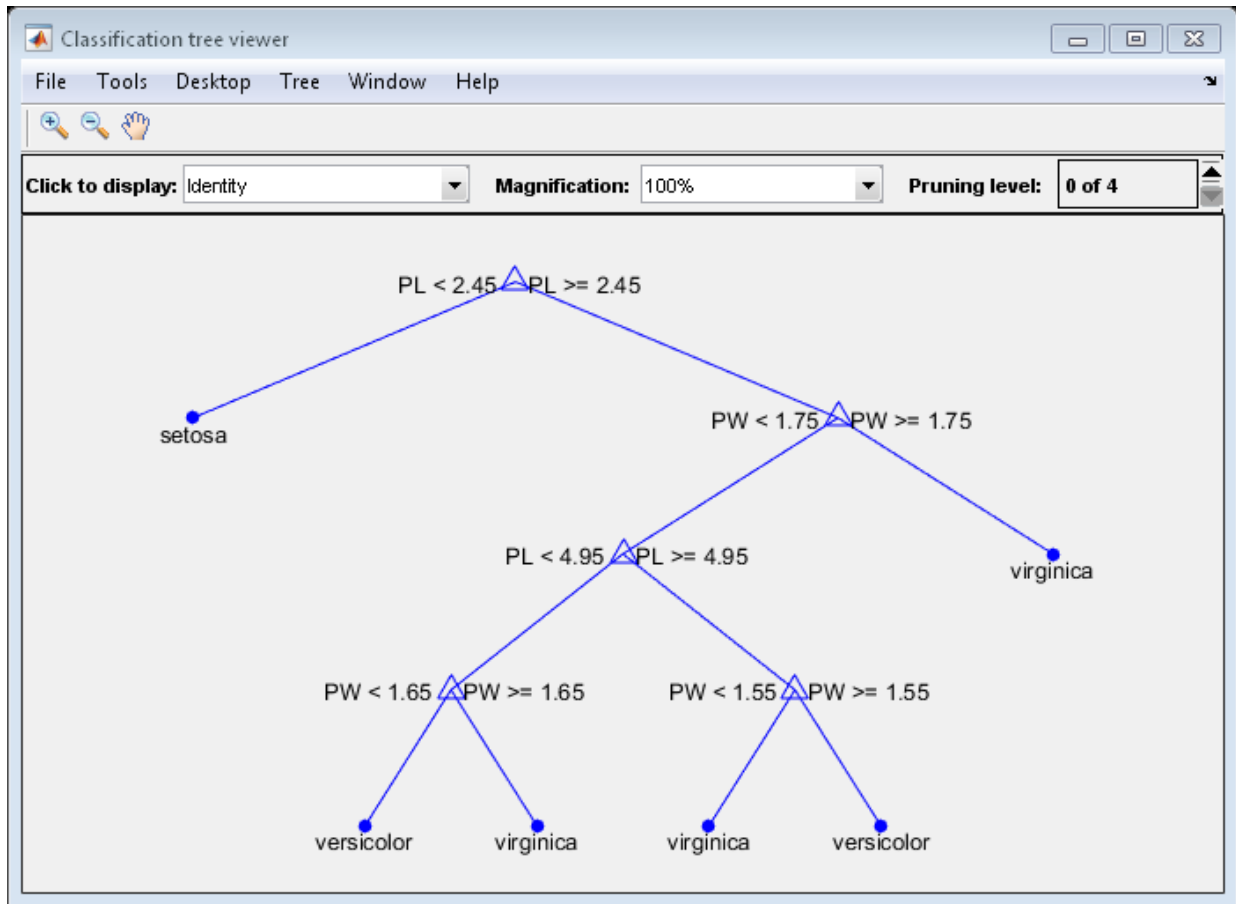 Classification tree viewer
File Tools Desktop Tree Window Help
Click to display: Identity Magnification: 100% Pruning level: 0 of 4
PL < 2.45 PL >= 2.45
setosa
PW < 1.75 PW >= 1.75
PL < 4.95 PL >= 4.95
virginica
PW < 1.65 PW >= 1.65 PW < 1.55 PW >= 1.55
versicolor virginica virginica versicolor